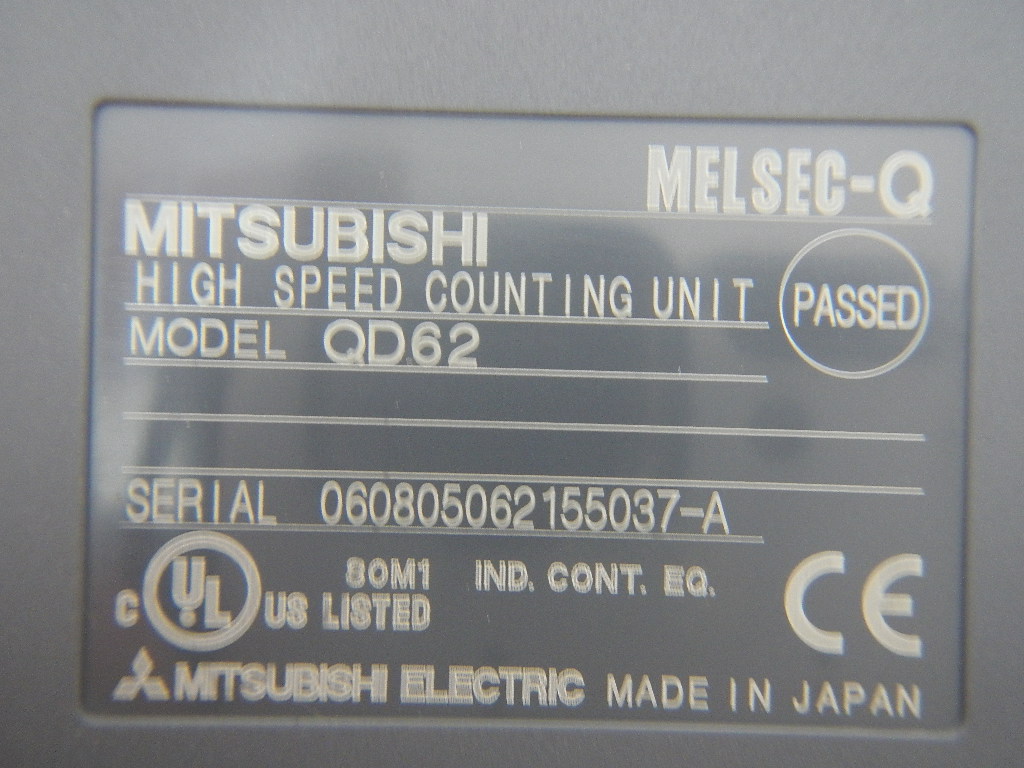 MELSEC-Q
MITSUBISHI
HIGH SPEED COUNTING UNIT
PASSED
MODEL QD62
SERIAL 060805062155037-A
C UL US LISTED
80M1 IND. CONT. EQ.
CE
MITSUBISHI ELECTRIC MADE IN JAPAN